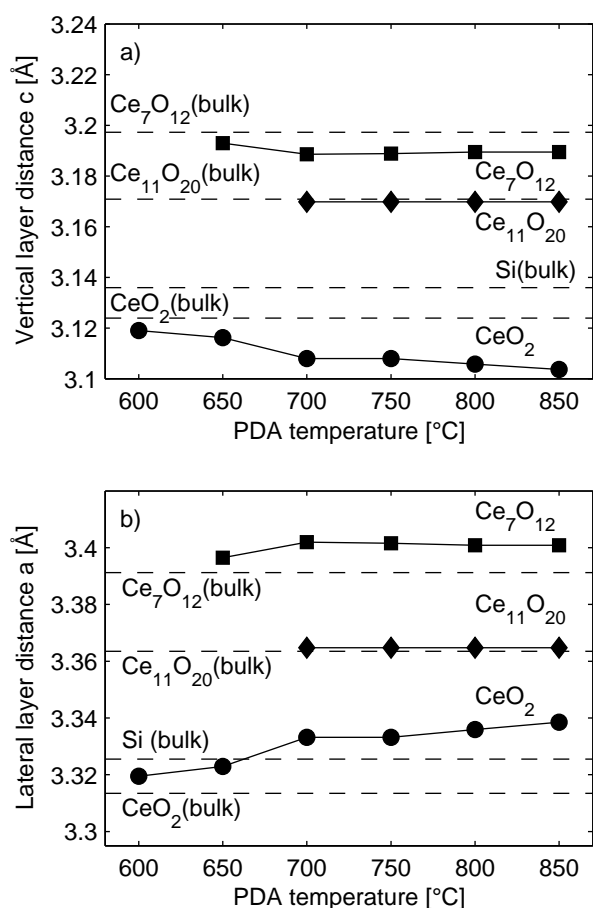 Vertical layer distance c [Å]
3.24
a)
3.22
Ce7O12(bulk)
3.2
Ce11O20(bulk)
3.18
Ce7O12
3.16
Ce11O20
Si(bulk)
3.14
CeO2(bulk)
3.12
CeO2
3.1
600 650 700 750 800 850
PDA temperature [°C]
Lateral layer distance a [Å]
b)
Ce7O12
3.4
Ce7O12(bulk)
3.38
Ce11O20
3.36
Ce11O20(bulk)
CeO2
3.34
Si (bulk)
3.32
CeO2(bulk)
3.3
600 650 700 750 800 850
PDA temperature [°C]